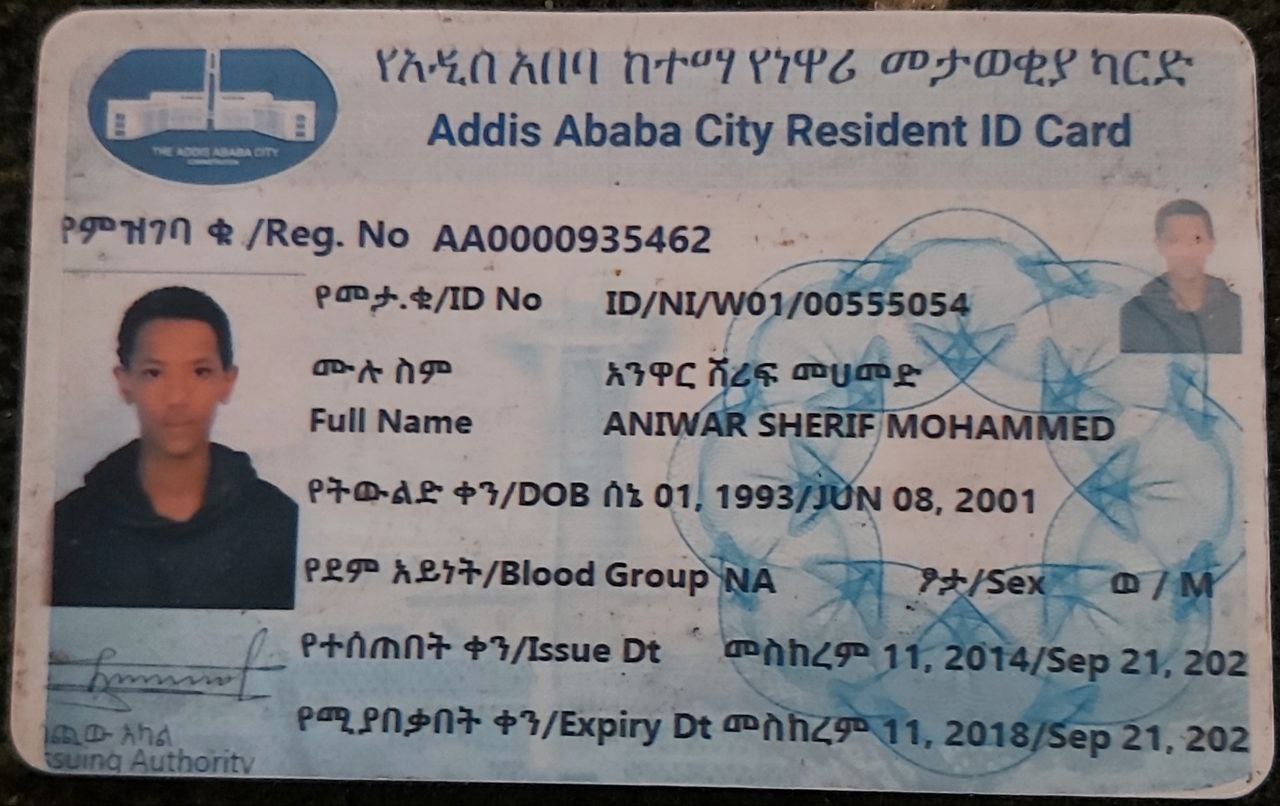 የአዲስ አበባ ከተማ የነዋሪ መታወቂያ ካርድ
Addis Ababa City Resident ID Card
THE ADDIS ABABA CITY
የምዝገባ ቁ /Reg. No AA0000935462
የመታ.ቁ/ID No ID/NI/W01/00555054
ሙሉ ስም አንዋር ሸሪፍ መሀመድ
Full Name ANIWAR SHERIF MOHAMMED
የትውልድ ቀን/DOB ሰኔ 01, 1993/JUN 08, 2001
የደም አይነት/Blood Group NA ፆታ/Sex ወ / M
የተሰጠበት ቀን/Issue Dt መስከረም 11, 2014/Sep 21, 202
የሚያበቃበት ቀን/Expiry Dt መስከረም 11, 2018/Sep 21, 202
ጪው አካል
ssuing Authority